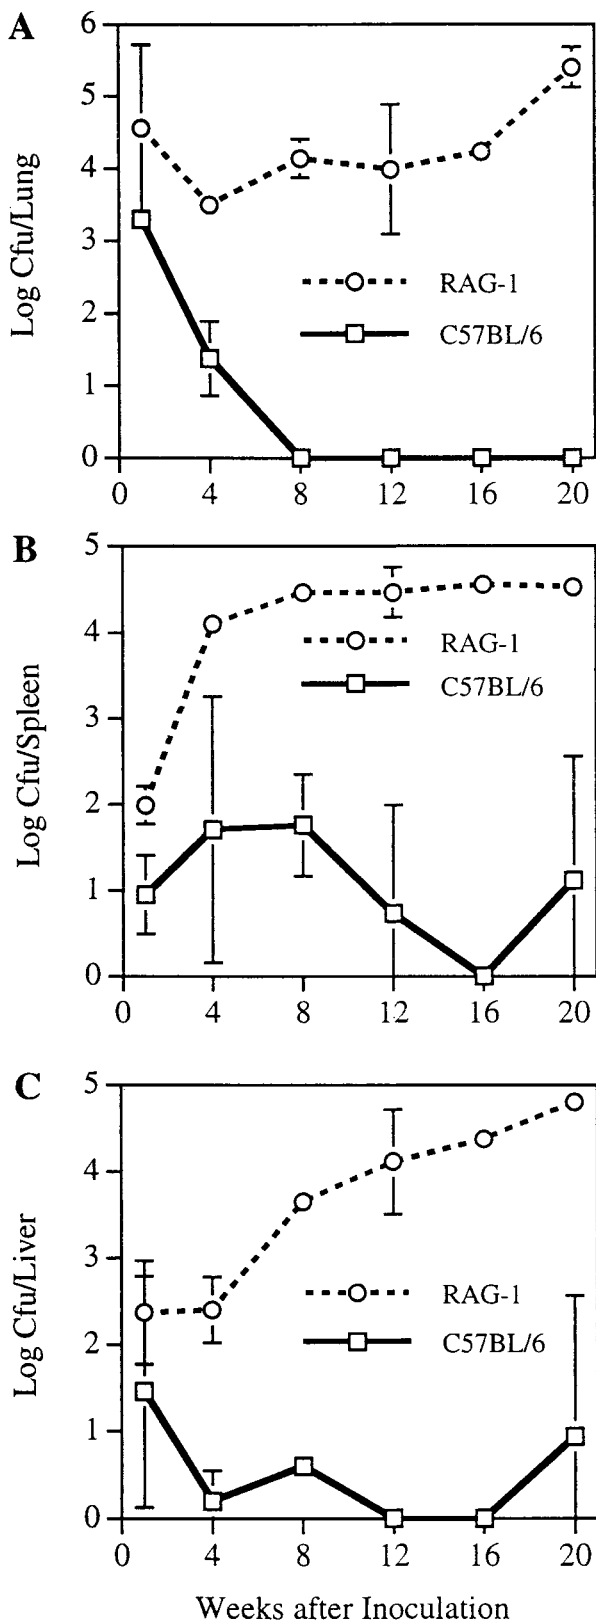 A
6
5
4
3
2
1
0
Log Cfu/Lung
RAG-1
C57BL/6
0 4 8 12 16 20
B
5
4
3
2
1
0
Log Cfu/Spleen
RAG-1
C57BL/6
0 4 8 12 16 20
C
5
4
3
2
1
0
Log Cfu/Liver
RAG-1
C57BL/6
0 4 8 12 16 20
Weeks after Inoculation